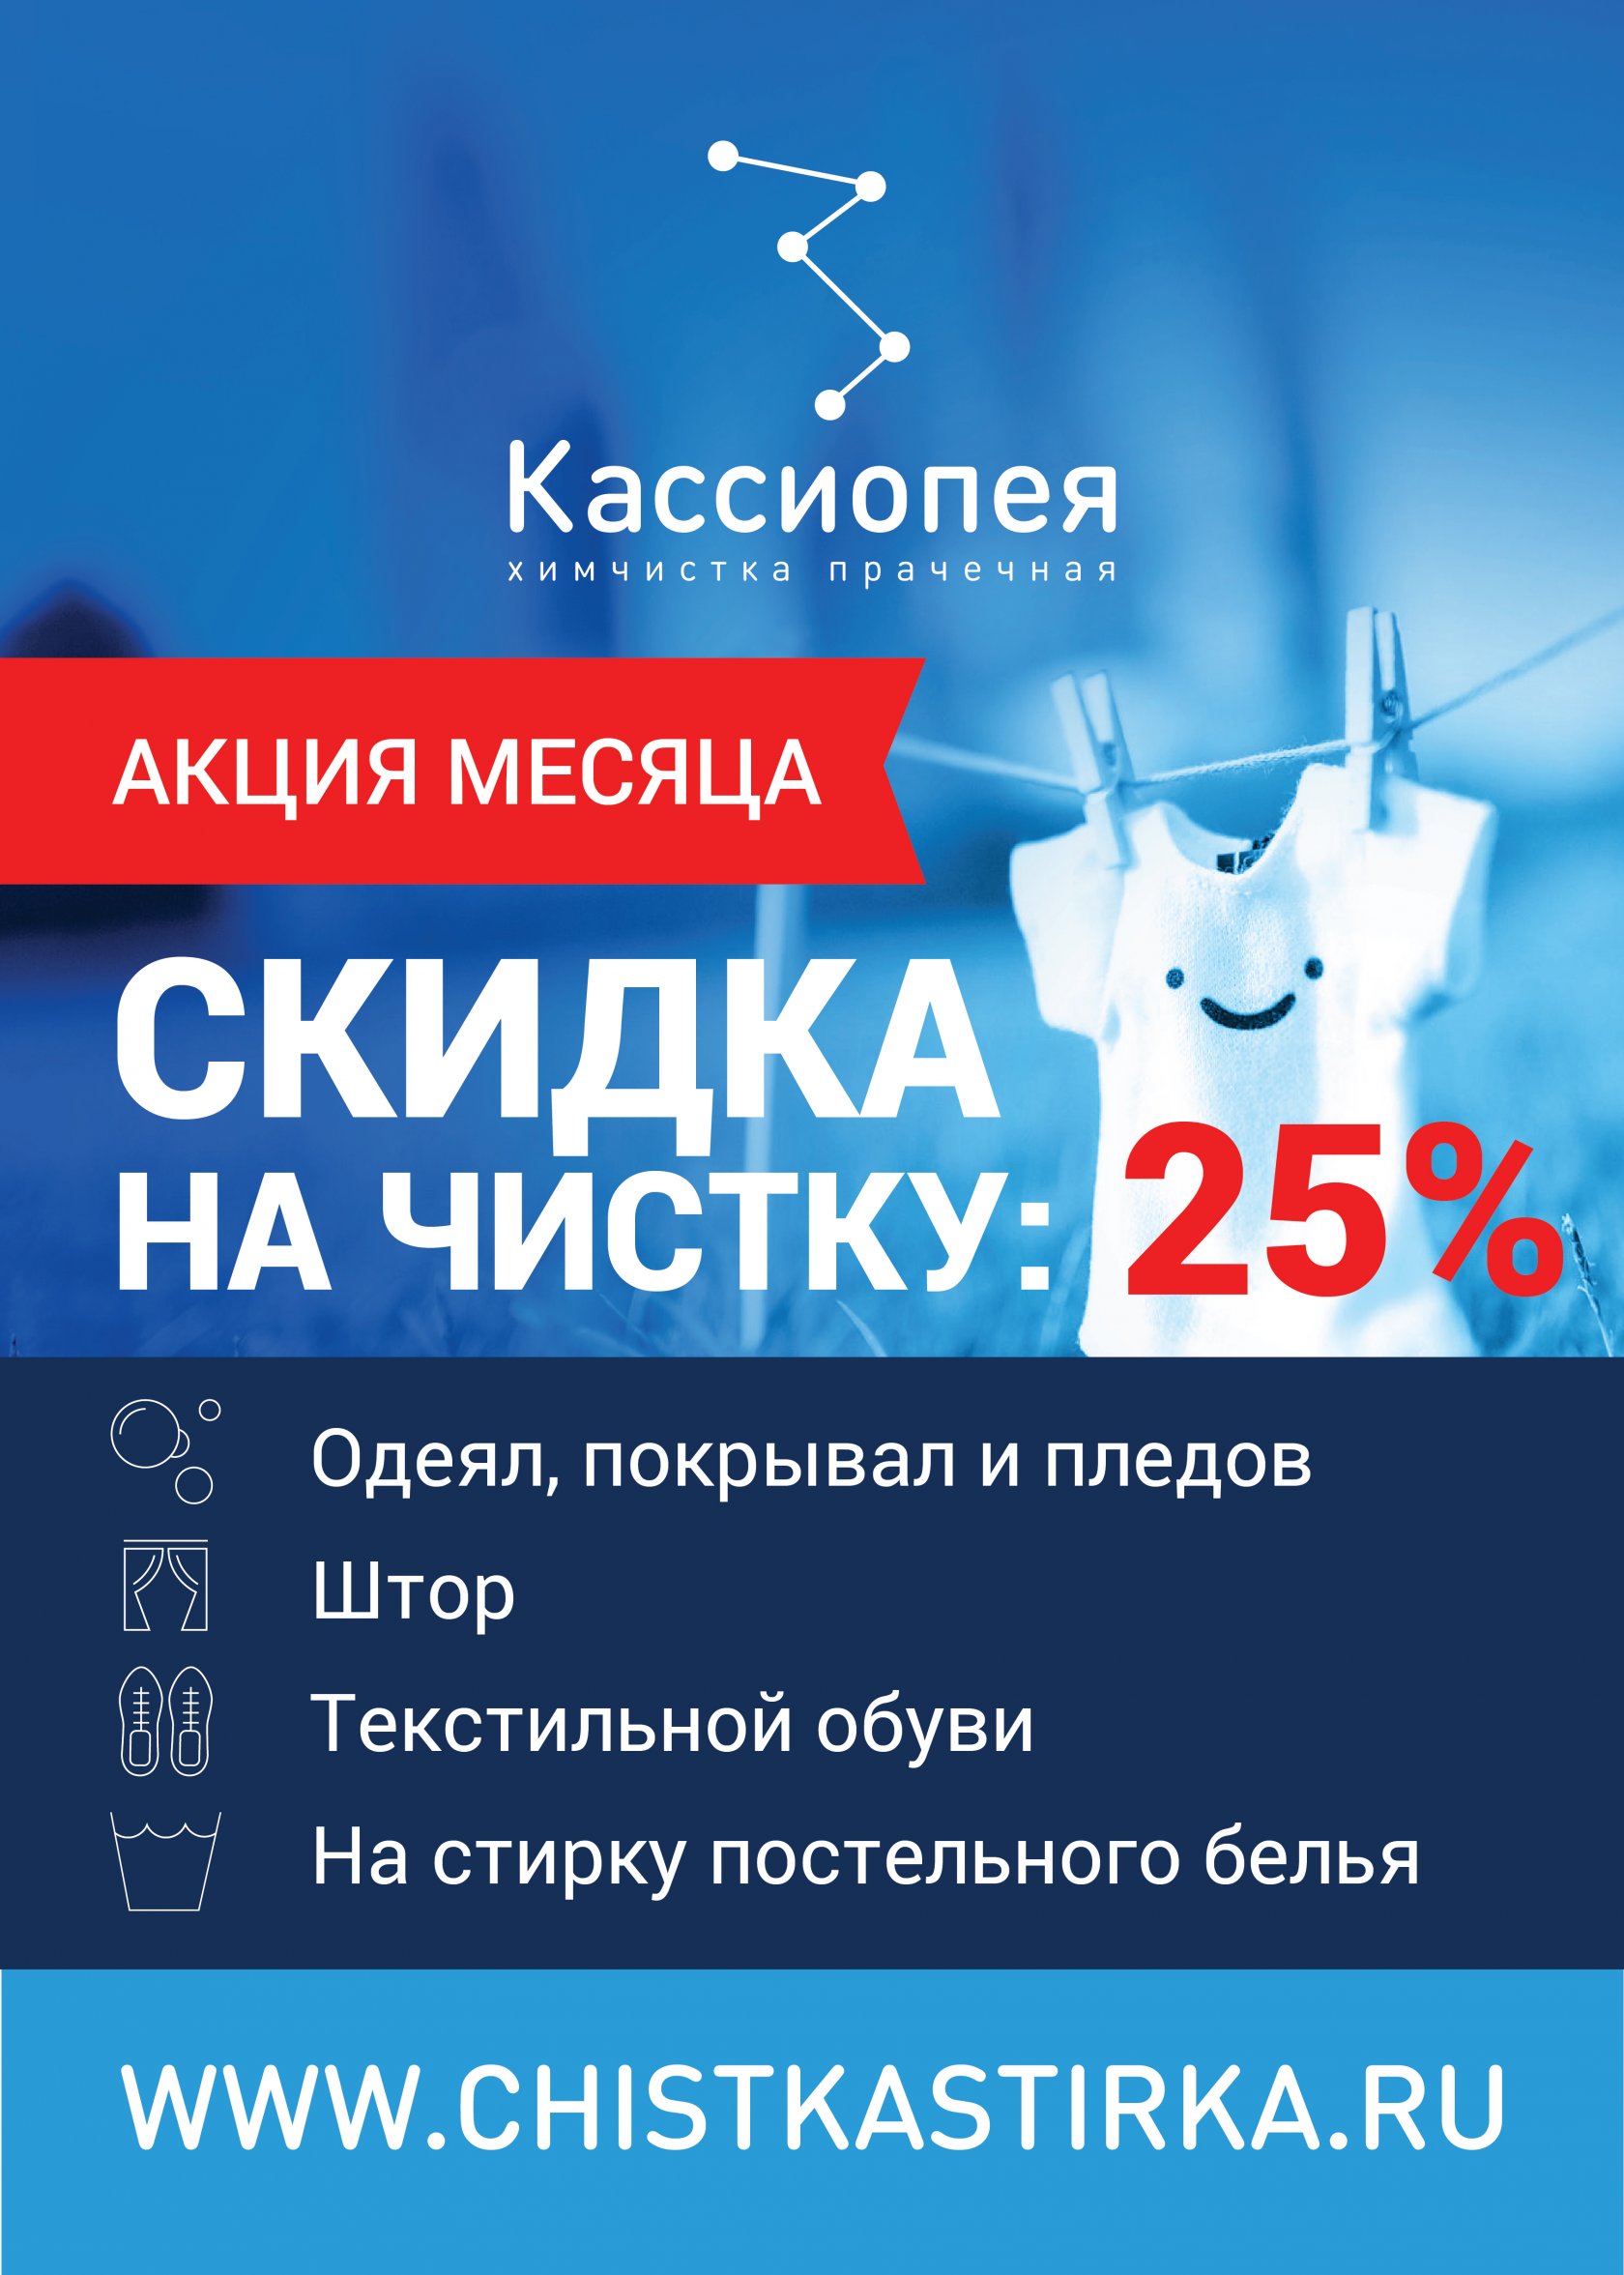 Кассиопея
химчистка прачечная
АКЦИЯ МЕСЯЦА
СКИДКА
НА ЧИСТКУ: 25%
Одеял, покрывал и пледов
Штор
Текстильной обуви
На стирку постельного белья
WWW.CHISTKASTIRKA.RU